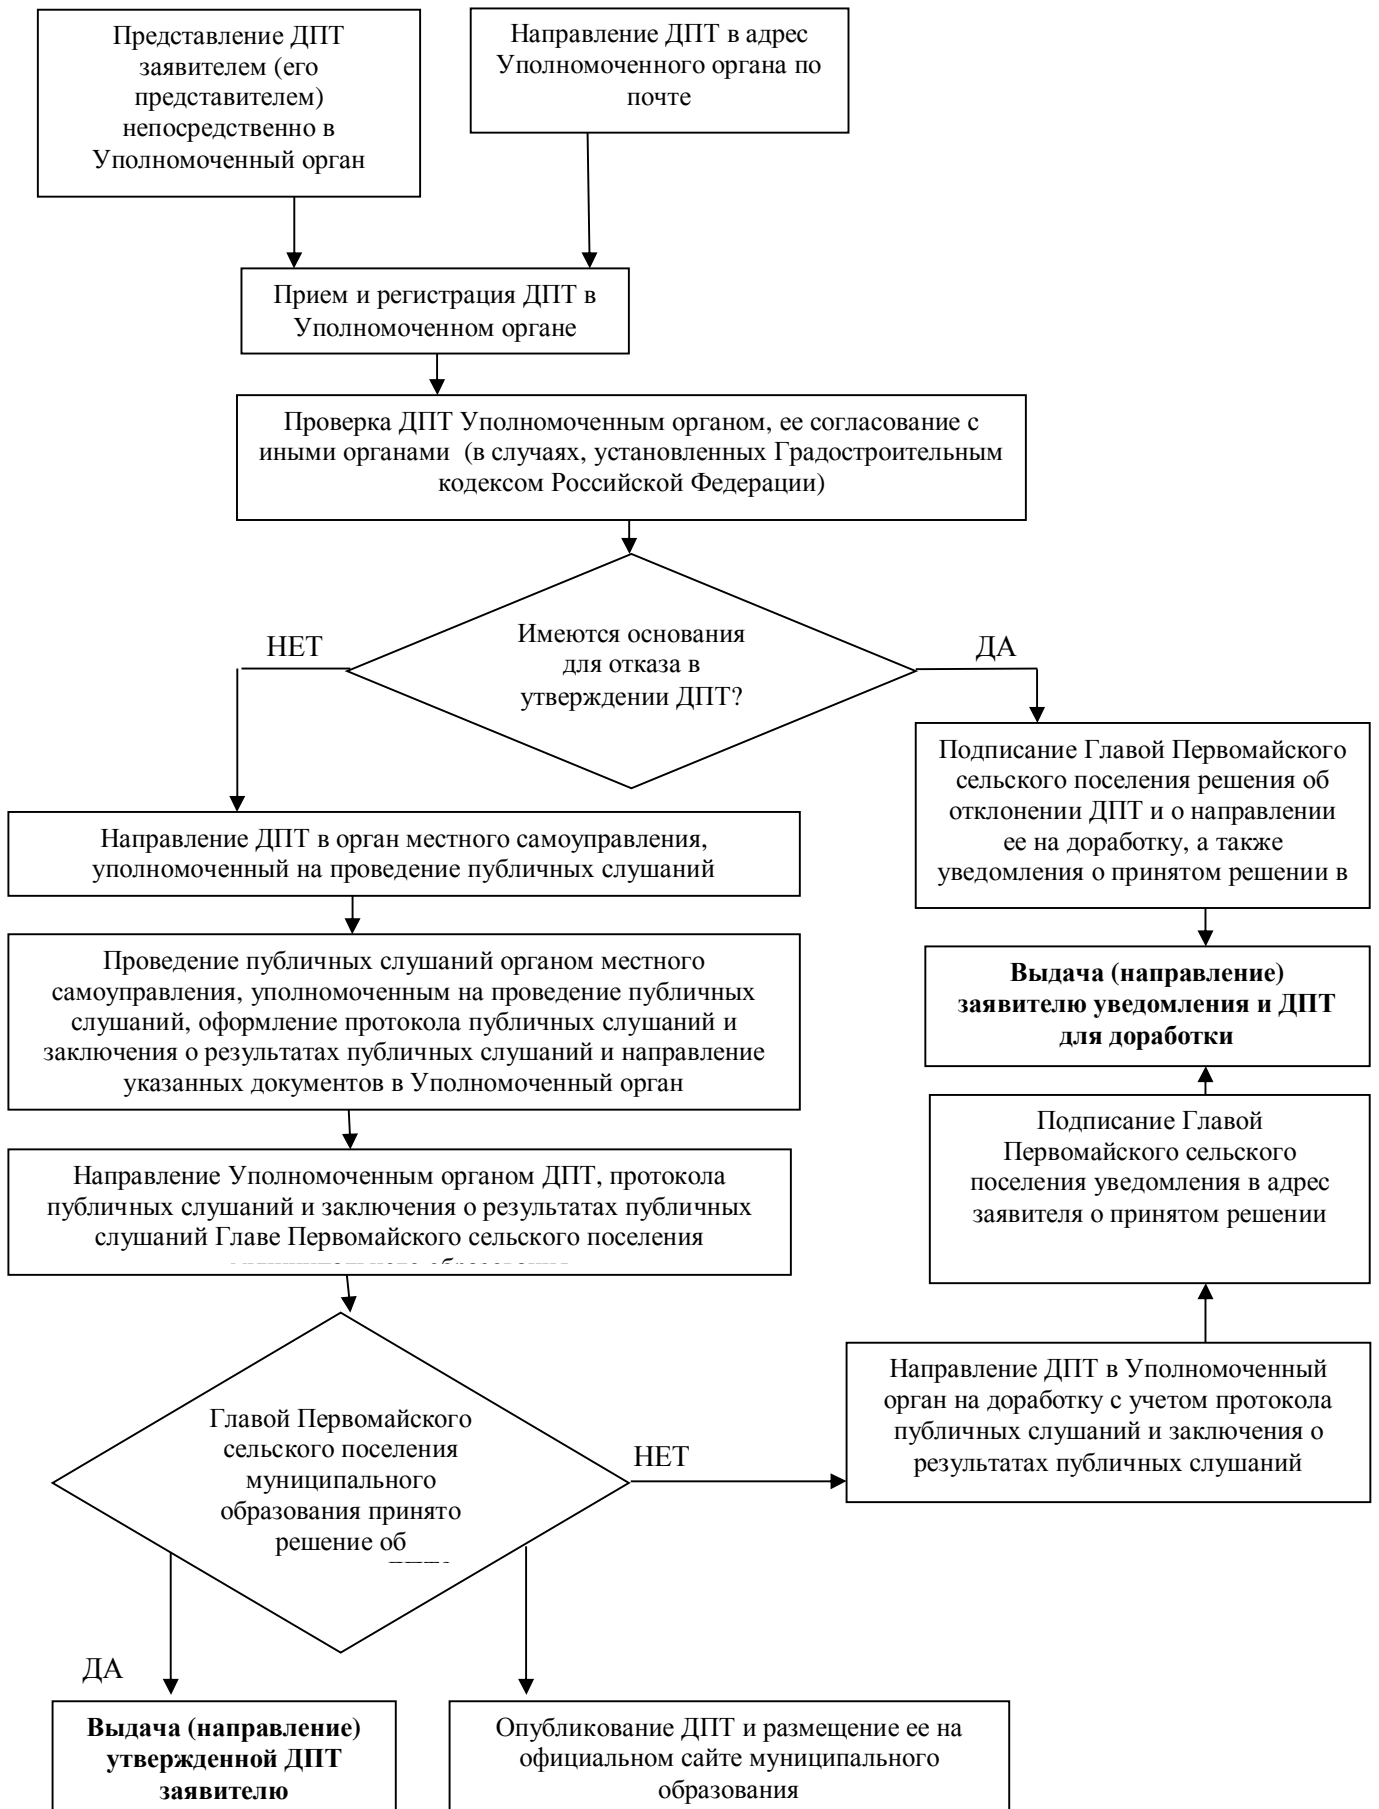 Представление ДПТ
заявителем (его
представителем)
непосредственно в
Уполномоченный орган
Направление ДПТ в адрес
Уполномоченного органа по
почте
Прием и регистрация ДПТ в
Уполномоченном органе
Проверка ДПТ Уполномоченным органом, ее согласование с
иными органами (в случаях, установленных Градостроительным
кодексом Российской Федерации)
Имеются основания
для отказа в
утверждении ДПТ?
НЕТ
ДА
Подписание Главой Первомайского
сельского поселения решения об
отклонении ДПТ и о направлении
ее на доработку, а также
уведомления о принятом решении в
Направление ДПТ в орган местного самоуправления,
уполномоченный на проведение публичных слушаний
Проведение публичных слушаний органом местного
самоуправления, уполномоченным на проведение публичных
слушаний, оформление протокола публичных слушаний и
заключения о результатах публичных слушаний и направление
указанных документов в Уполномоченный орган
Выдача (направление)
заявителю уведомления и ДПТ
для доработки
Подписание Главой
Первомайского сельского
поселения уведомления в адрес
заявителя о принятом решении
Направление Уполномоченным органом ДПТ, протокола
публичных слушаний и заключения о результатах публичных
слушаний Главе Первомайского сельского поселения
Направление ДПТ в Уполномоченный
орган на доработку с учетом протокола
публичных слушаний и заключения о
результатах публичных слушаний
Главой Первомайского
сельского поселения
муниципального
образования принято
решение об
НЕТ
ДА
Выдача (направление)
утвержденной ДПТ
заявителю
Опубликование ДПТ и размещение ее на
официальном сайте муниципального
образования